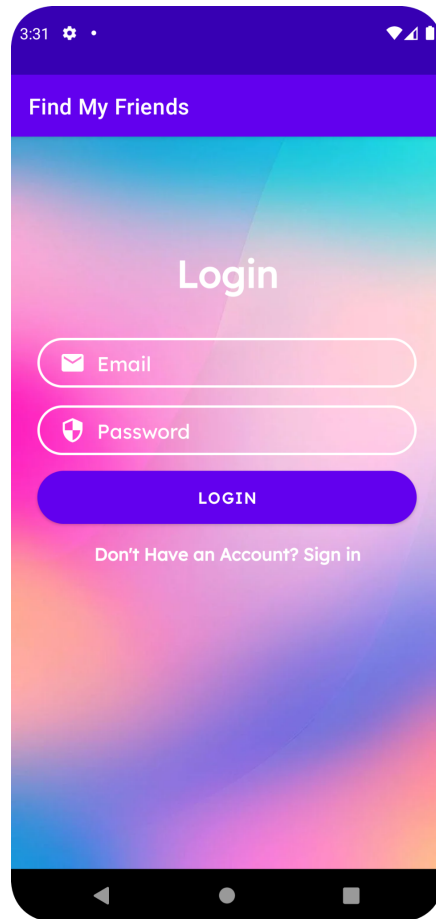 3:31
Find My Friends
Login
Email
Password
LOGIN
Don't Have an Account? Sign in